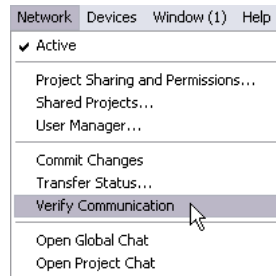 Network Devices Window (1) Help
Active
Project Sharing and Permissions...
Shared Projects...
User Manager...
Commit Changes
Transfer Status...
Verify Communication
Open Global Chat
Open Project Chat